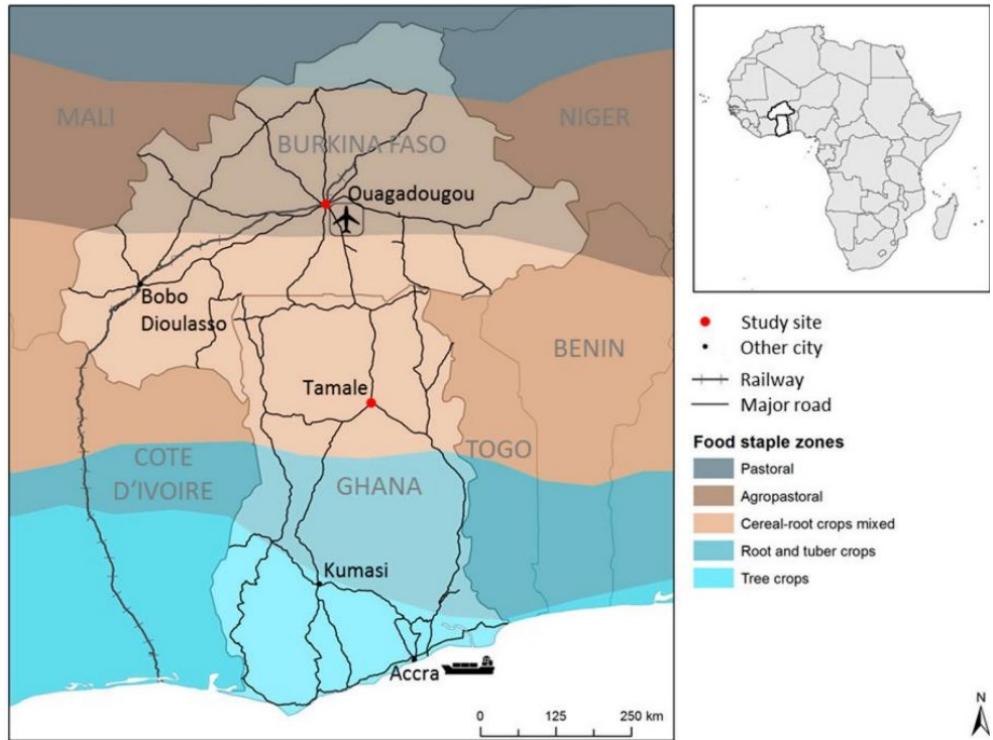 MALI
NIGER
BURKINA FASO
Ouagadougou
Bobo
Dioulasso
BENIN
Tamale
TOGO
COTE
D'IVOIRE
GHANA
Kumasi
Accra
0 125 250 km
Study site
Other city
Railway
Major road
Food staple zones
Pastoral
Agropastoral
Cereal-root crops mixed
Root and tuber crops
Tree crops
N